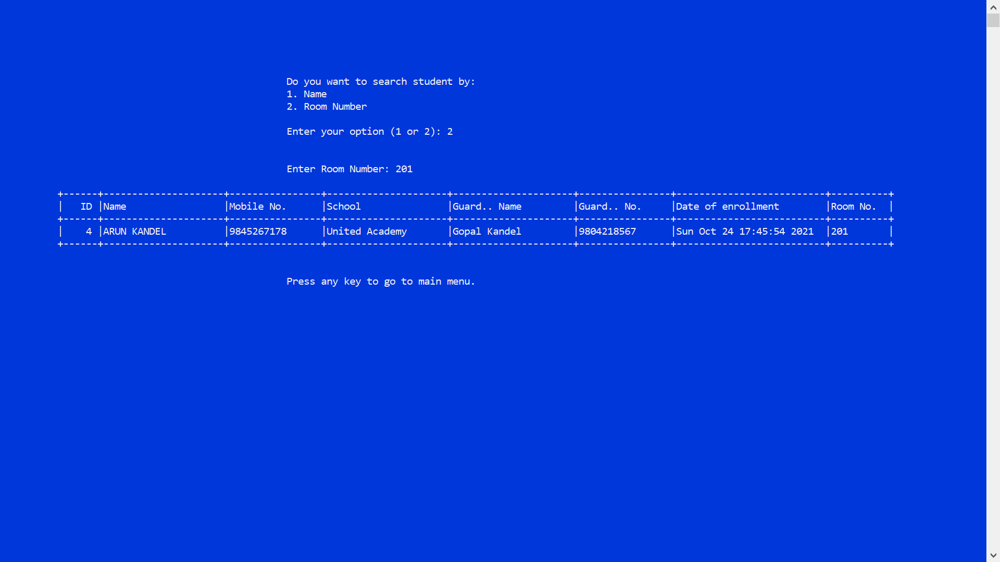 Do you want to search student by:
1. Name
2. Room Number
Enter your option (1 or 2): 2
Enter Room Number: 201
+------+---------------------+----------------+---------------------+---------------------+----------------+--------------------------+----------+
|   ID |Name                 |Mobile No.      |School               |Guard.. Name         |Guard.. No.     |Date of enrollment        |Room No.  |
+------+---------------------+----------------+---------------------+---------------------+----------------+--------------------------+----------+
|    4 |ARUN KANDEL          |9845267178      |United Academy       |Gopal Kandel         |9804218567      |Sun Oct 24 17:45:54 2021  |201       |
+------+---------------------+----------------+---------------------+---------------------+----------------+--------------------------+----------+
Press any key to go to main menu.